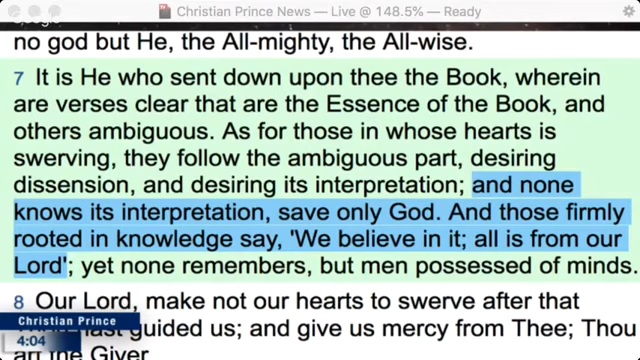 Christian Prince News — Live @ 148.5% — Ready
no god but He, the All-mighty, the All-wise.
7 It is He who sent down upon thee the Book, wherein
are verses clear that are the Essence of the Book, and
others ambiguous. As for those in whose hearts is
swerving, they follow the ambiguous part, desiring
dissension, and desiring its interpretation; and none
knows its interpretation, save only God. And those firmly
rooted in knowledge say, 'We believe in it; all is from our
Lord'; yet none remembers, but men possessed of minds.
8 Our Lord, make not our hearts to swerve after that
Christian Prince
guided us; and give us mercy from Thee; Thou
4:04
art the Giver